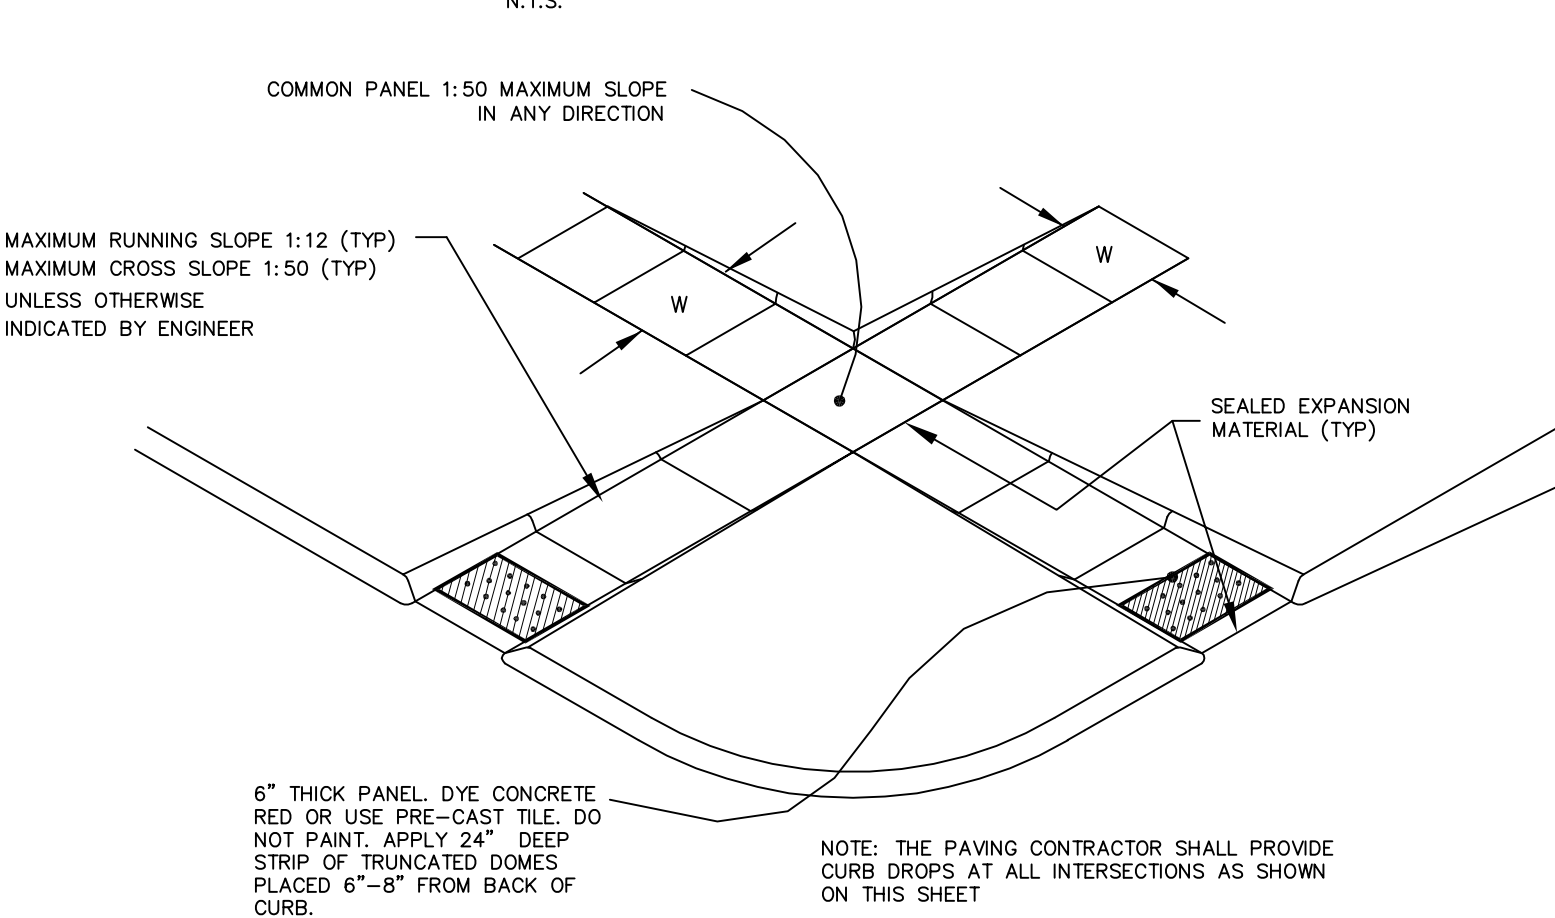 N.T.S.
COMMON PANEL 1:50 MAXIMUM SLOPE
IN ANY DIRECTION
MAXIMUM RUNNING SLOPE 1:12 (TYP)
MAXIMUM CROSS SLOPE 1:50 (TYP)
UNLESS OTHERWISE
INDICATED BY ENGINEER
W
W
SEALED EXPANSION
MATERIAL (TYP)
6” THICK PANEL. DYE CONCRETE
RED OR USE PRE–CAST TILE. DO
NOT PAINT. APPLY 24” DEEP
STRIP OF TRUNCATED DOMES
PLACED 6”–8” FROM BACK OF
CURB.
NOTE: THE PAVING CONTRACTOR SHALL PROVIDE
CURB DROPS AT ALL INTERSECTIONS AS SHOWN
ON THIS SHEET